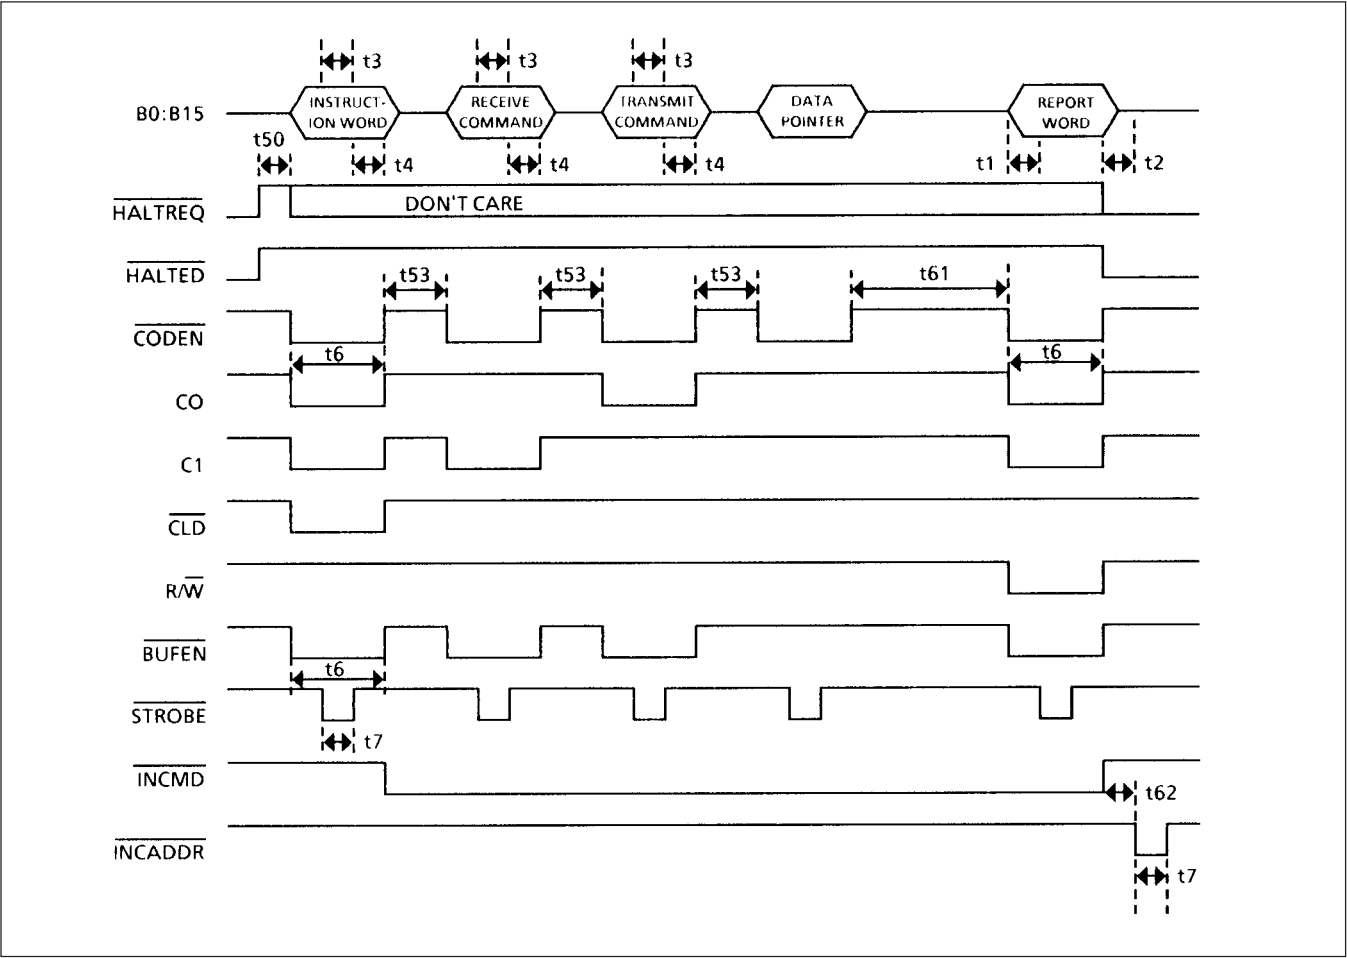 t3 t3 t3
B0:B15 INSTRUCT- RECEIVE TRANSMIT DATA REPORT
ION WORD COMMAND COMMAND POINTER WORD
t50 t4 t4 t4 t1 t2
HALTREQ DON'T CARE
HALTED
t53 t53 t53 t61
CODEN
t6 t6
CO
C1
CLD
R/W
BUFEN
t6
STROBE
t7
INCMD
t62
INCADDR
t7